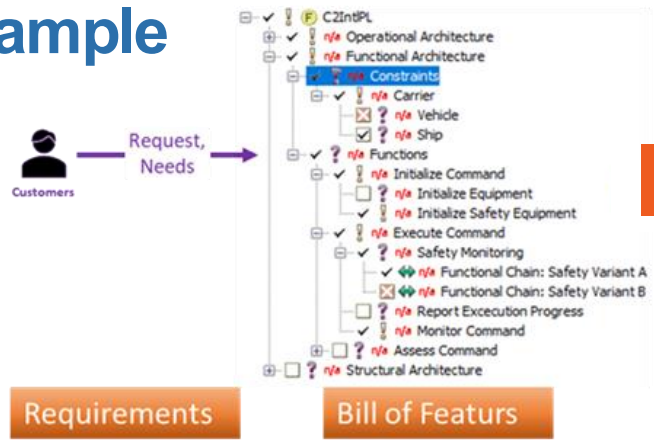 ample
Customers
Request,
Needs
C2IntlPL
n/a Operational Architecture
n/a Functional Architecture
n/a Constraints
n/a Carrier
n/a Vehicle
n/a Ship
n/a Functions
n/a Initialize Command
n/a Initialize Equipment
n/a Initialize Safety Equipment
n/a Execute Command
n/a Safety Monitoring
n/a Functional Chain: Safety Variant A
n/a Functional Chain: Safety Variant B
n/a Report Excecution Progress
n/a Monitor Command
n/a Assess Command
n/a Structural Architecture
Requirements
Bill of Featurs